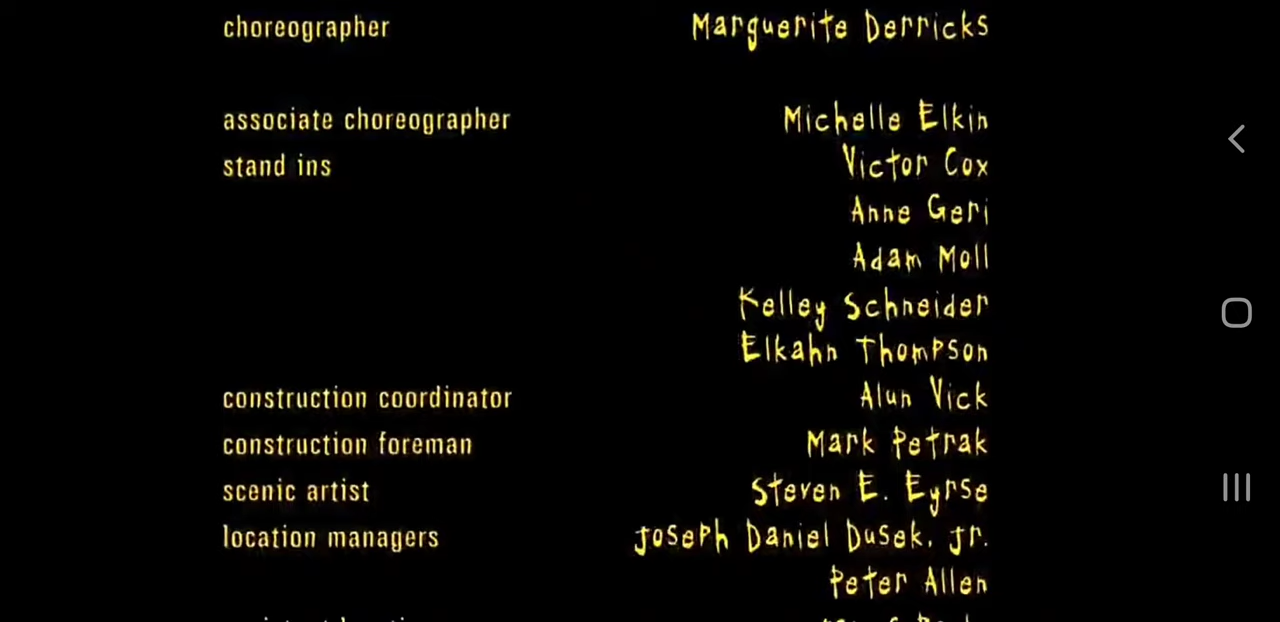 choreographer Marguerite Derricks
associate choreographer Michelle Elkin
stand ins Victor Cox
Anne Geri
Adam Moll
Kelley Schneider
Elkahn Thompson
construction coordinator Alan Vick
construction foreman Mark Petrak
scenic artist Steven E. Eyrse
location managers Joseph Daniel Dusek, Jr.
Peter Allen